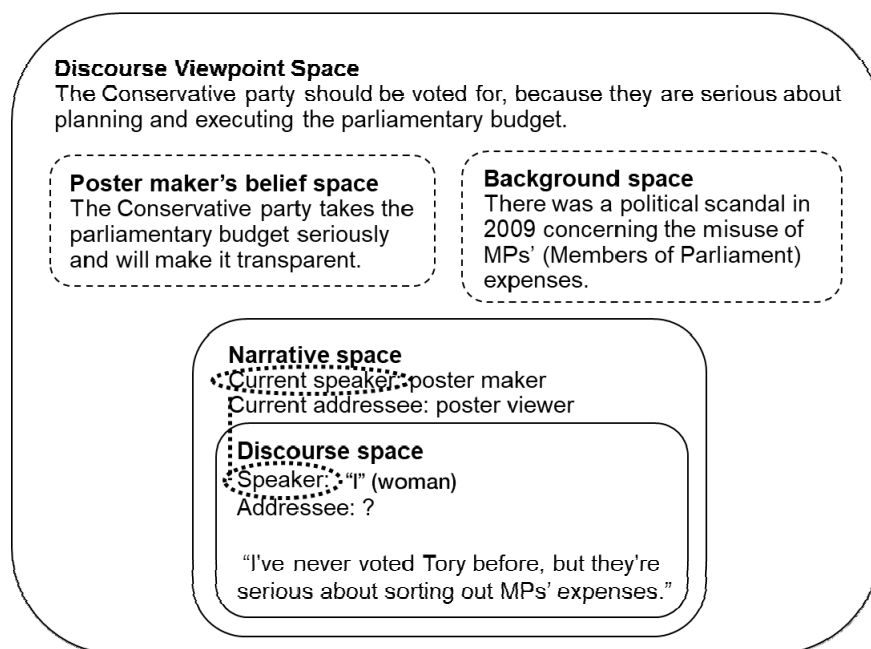 Discourse Viewpoint Space
The Conservative party should be voted for, because they are serious about
planning and executing the parliamentary budget.
Poster maker's belief space
The Conservative party takes the
parliamentary budget seriously
and will make it transparent.
Background space
There was a political scandal in
2009 concerning the misuse of
MPs' (Members of Parliament)
expenses.
Narrative space
Current speaker: poster maker
Current addressee: poster viewer
Discourse space
Speaker: “I” (woman)
Addressee: ?
“I've never voted Tory before, but they're
serious about sorting out MPs' expenses.”